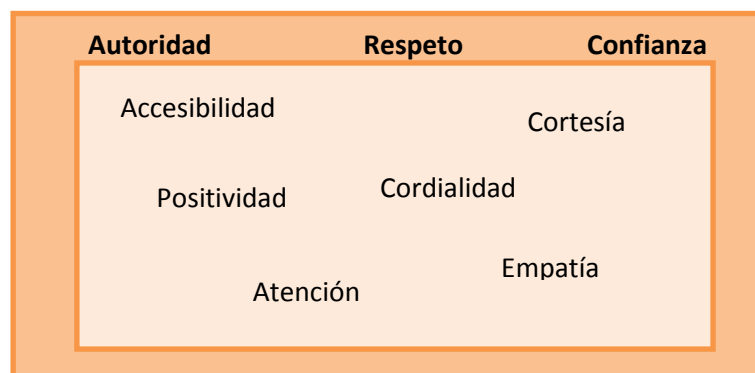 Autoridad Respeto Confianza
Accesibilidad
Cortesía
Positividad
Cordialidad
Empatía
Atención